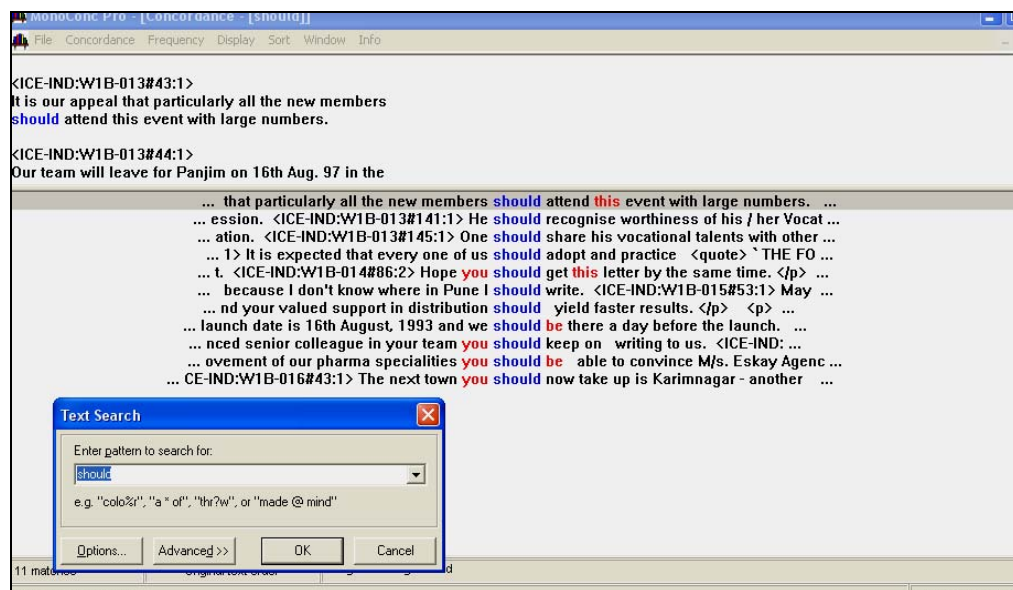 MonoConc Pro - [Concordance - [should]]
File Concordance Frequency Display Sort Window Info
<ICE-IND:W1B-013#43:1>
It is our appeal that particularly all the new members
should attend this event with large numbers.
<ICE-IND:W1B-013#44:1>
Our team will leave for Panjim on 16th Aug. 97 in the
... that particularly all the new members should attend this event with large numbers. ...
... ession. <ICE-IND:W1B-013#141:1> He should recognise worthiness of his / her Vocat ...
... ation. <ICE-IND:W1B-013#145:1> One should share his vocational talents with other ...
... 1> It is expected that every one of us should adopt and practice <quote> ` THE FO ...
... t. <ICE-IND:W1B-014#86:2> Hope you should get this letter by the same time. </p> ...
... because I don't know where in Pune I should write. <ICE-IND:W1B-015#53:1> May ...
... nd your valued support in distribution should yield faster results. </p> <p> ...
... launch date is 16th August, 1993 and we should be there a day before the launch. ...
... nced senior colleague in your team you should keep on writing to us. <ICE-IND: ...
... ovement of our pharma specialities you should be able to convince M/s. Eskay Agenc ...
... CE-IND:W1B-016#43:1> The next town you should now take up is Karimnagar - another ...
Text Search
Enter pattern to search for:
should
e.g. "colo%r", "a * of", "thr?w", or "made @ mind"
Options... Advanced >> OK Cancel
11